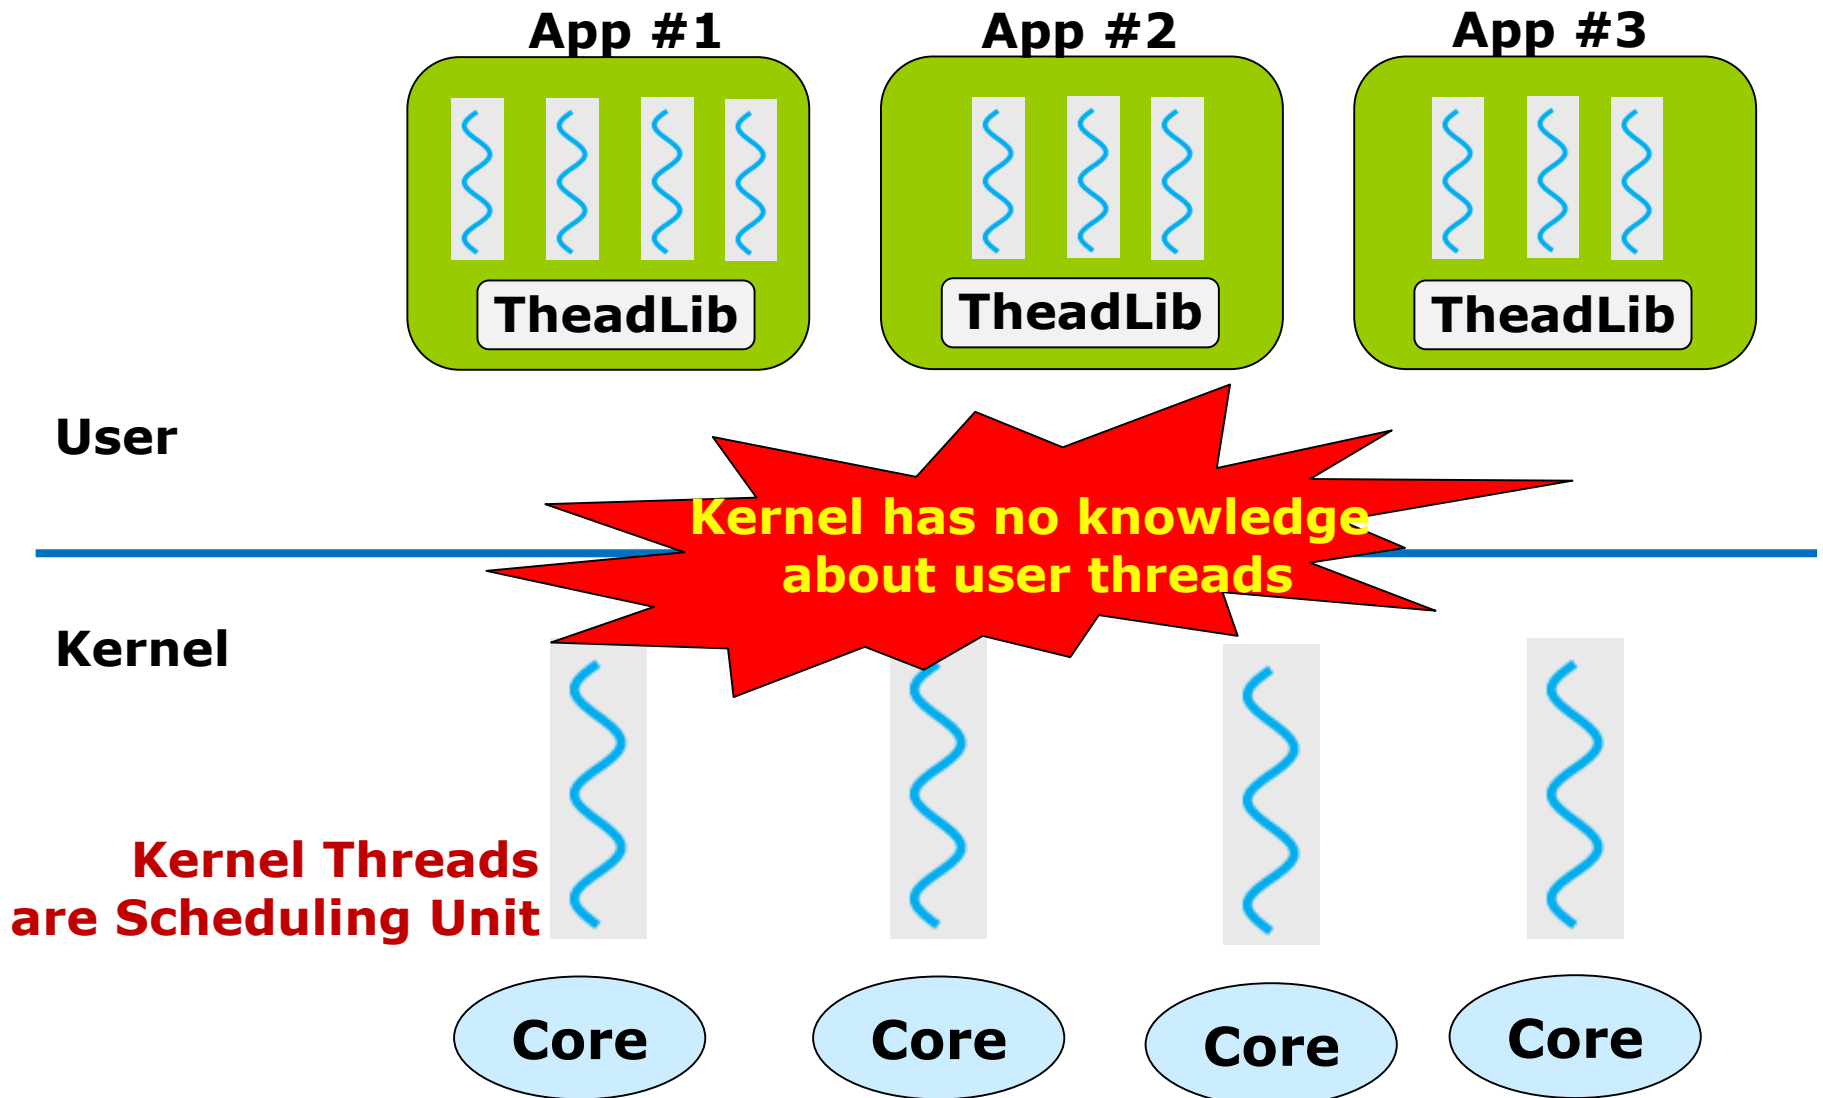 App #1
App #2
App #3
TheadLib
TheadLib
TheadLib
User
Kernel has no knowledge
about user threads
Kernel
Kernel Threads
are Scheduling Unit
Core
Core
Core
Core